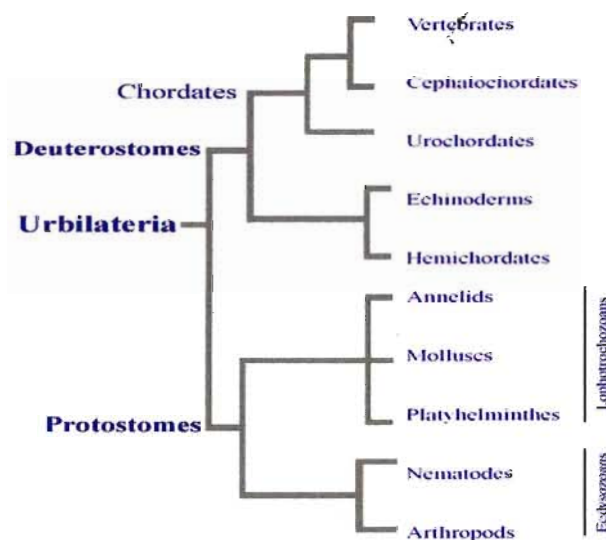 Vertebrates
Cephalochordates
Chordates
Urochordates
Deuterostomes
Echinoderms
Urbilateria
Hemichordates
Annelids
Molluscs
Platyhelminthes
Lophotrochozoans
Protostomes
Nematodes
Arthropods
Ecdysozoans